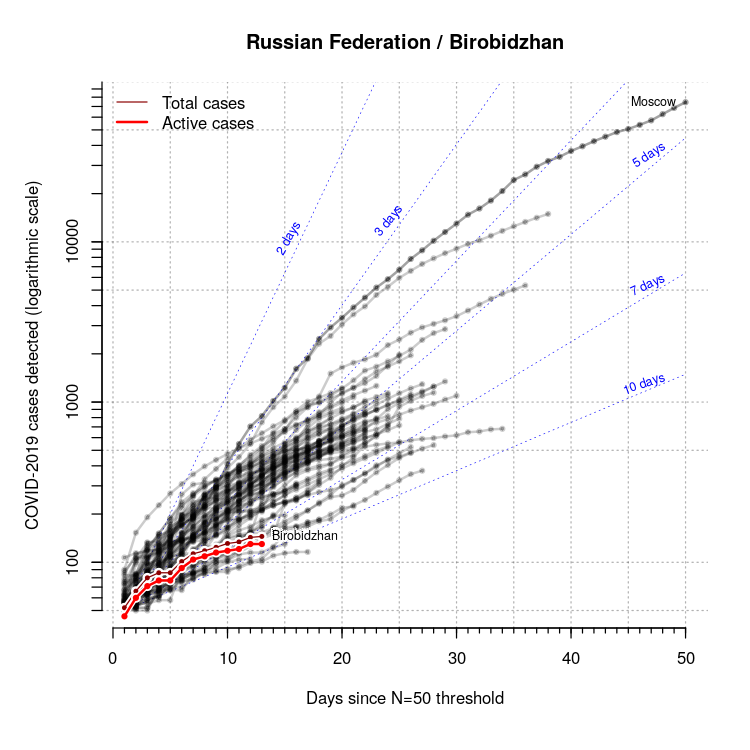 Russian Federation / Birobidzhan
Total cases
Active cases
Moscow
2 days
3 days
5 days
7 days
10 days
Birobidzhan
COVID-2019 cases detected (logarithmic scale)
10000
1000
100
0 10 20 30 40 50
Days since N=50 threshold